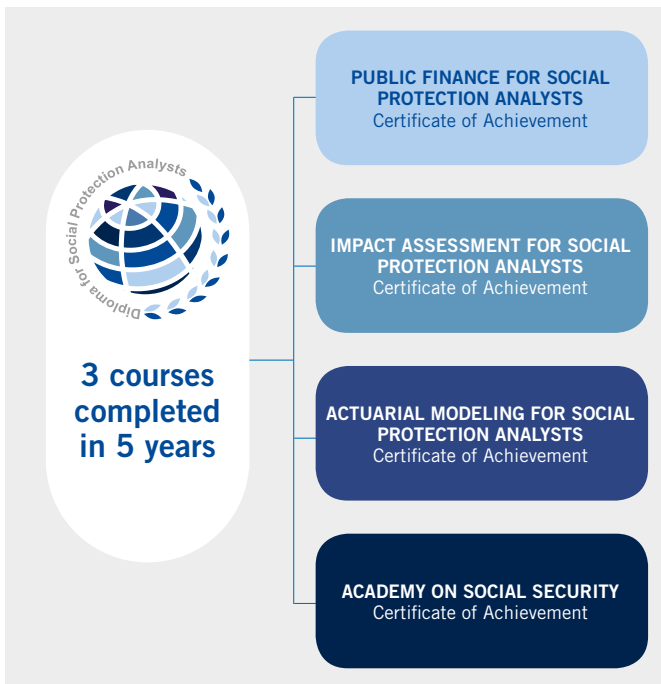 Diploma for Social Protection Analysts
3 courses
completed
in 5 years
PUBLIC FINANCE FOR SOCIAL
PROTECTION ANALYSTS
Certificate of Achievement
IMPACT ASSESSMENT FOR SOCIAL
PROTECTION ANALYSTS
Certificate of Achievement
ACTUARIAL MODELING FOR SOCIAL
PROTECTION ANALYSTS
Certificate of Achievement
ACADEMY ON SOCIAL SECURITY
Certificate of Achievement